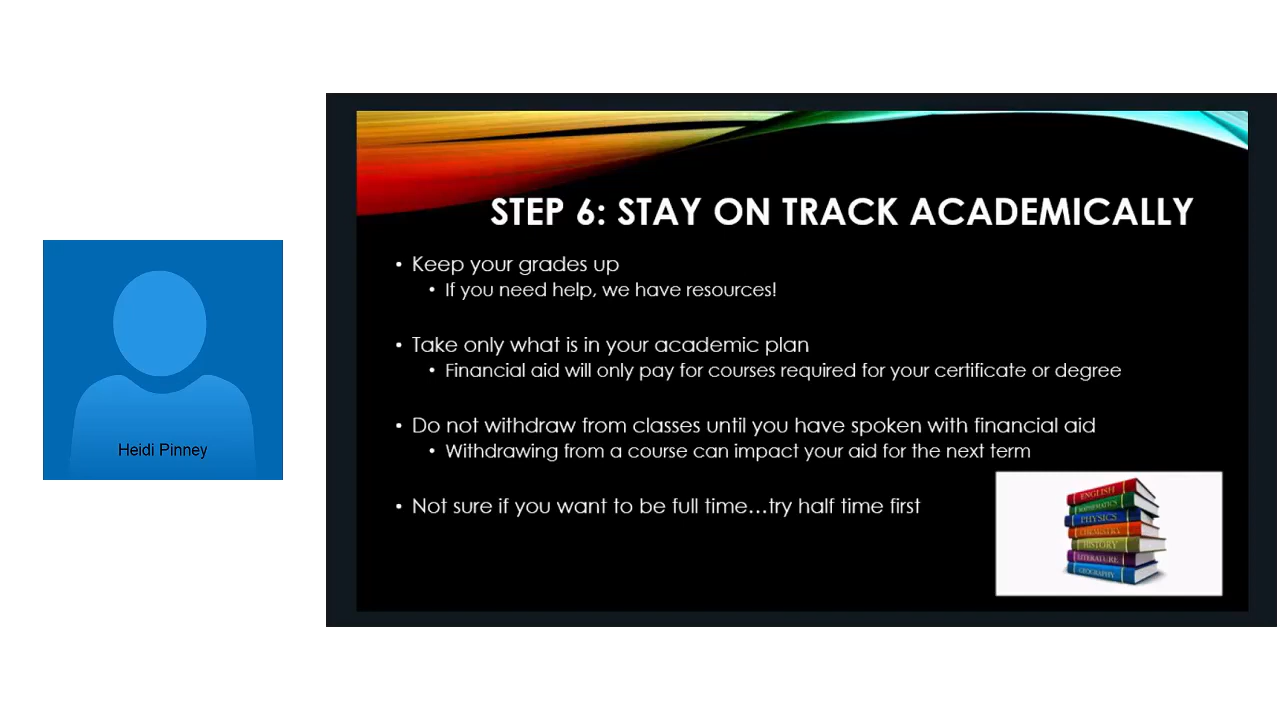 STEP 6: STAY ON TRACK ACADEMICALLY
• Keep your grades up
• If you need help, we have resources!
• Take only what is in your academic plan
• Financial aid will only pay for courses required for your certificate or degree
• Do not withdraw from classes until you have spoken with financial aid
• Withdrawing from a course can impact your aid for the next term
• Not sure if you want to be full time...try half time first
Heidi Pinney
ENGLISH
MATHEMATICS
PHYSICS
CHEMISTRY
HISTORY
LITERATURE
GEOGRAPHY